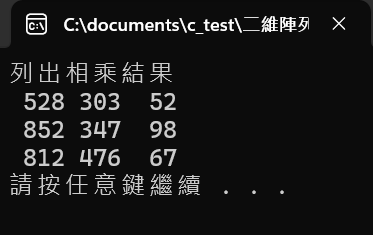 C:\documents\c_test\二維陣列
列出相乘結果
528 303 52
852 347 98
812 476 67
請按任意鍵繼續 . . .